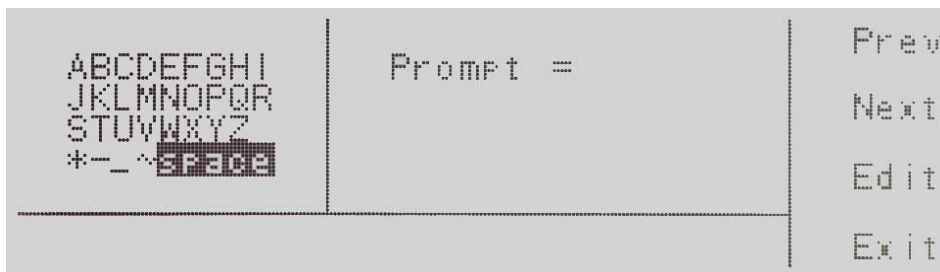 ABCDEFGHI
JKLMNOPQR
STUVWXYZ
*-_~space
Prompt =
Prev
Next
Edit
Exit